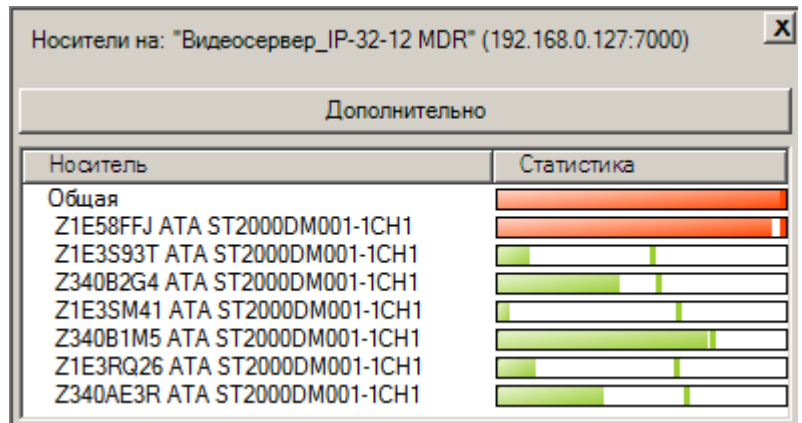 Носители на: "Видеосервер_IP-32-12 MDR" (192.168.0.127:7000)
X
Дополнительно
Носитель Статистика
Общая
Z1E58FFJ ATA ST2000DM001-1CH1
Z1E3S93T ATA ST2000DM001-1CH1
Z340B2G4 ATA ST2000DM001-1CH1
Z1E3SM41 ATA ST2000DM001-1CH1
Z340B1M5 ATA ST2000DM001-1CH1
Z1E3RQ26 ATA ST2000DM001-1CH1
Z340AE3R ATA ST2000DM001-1CH1